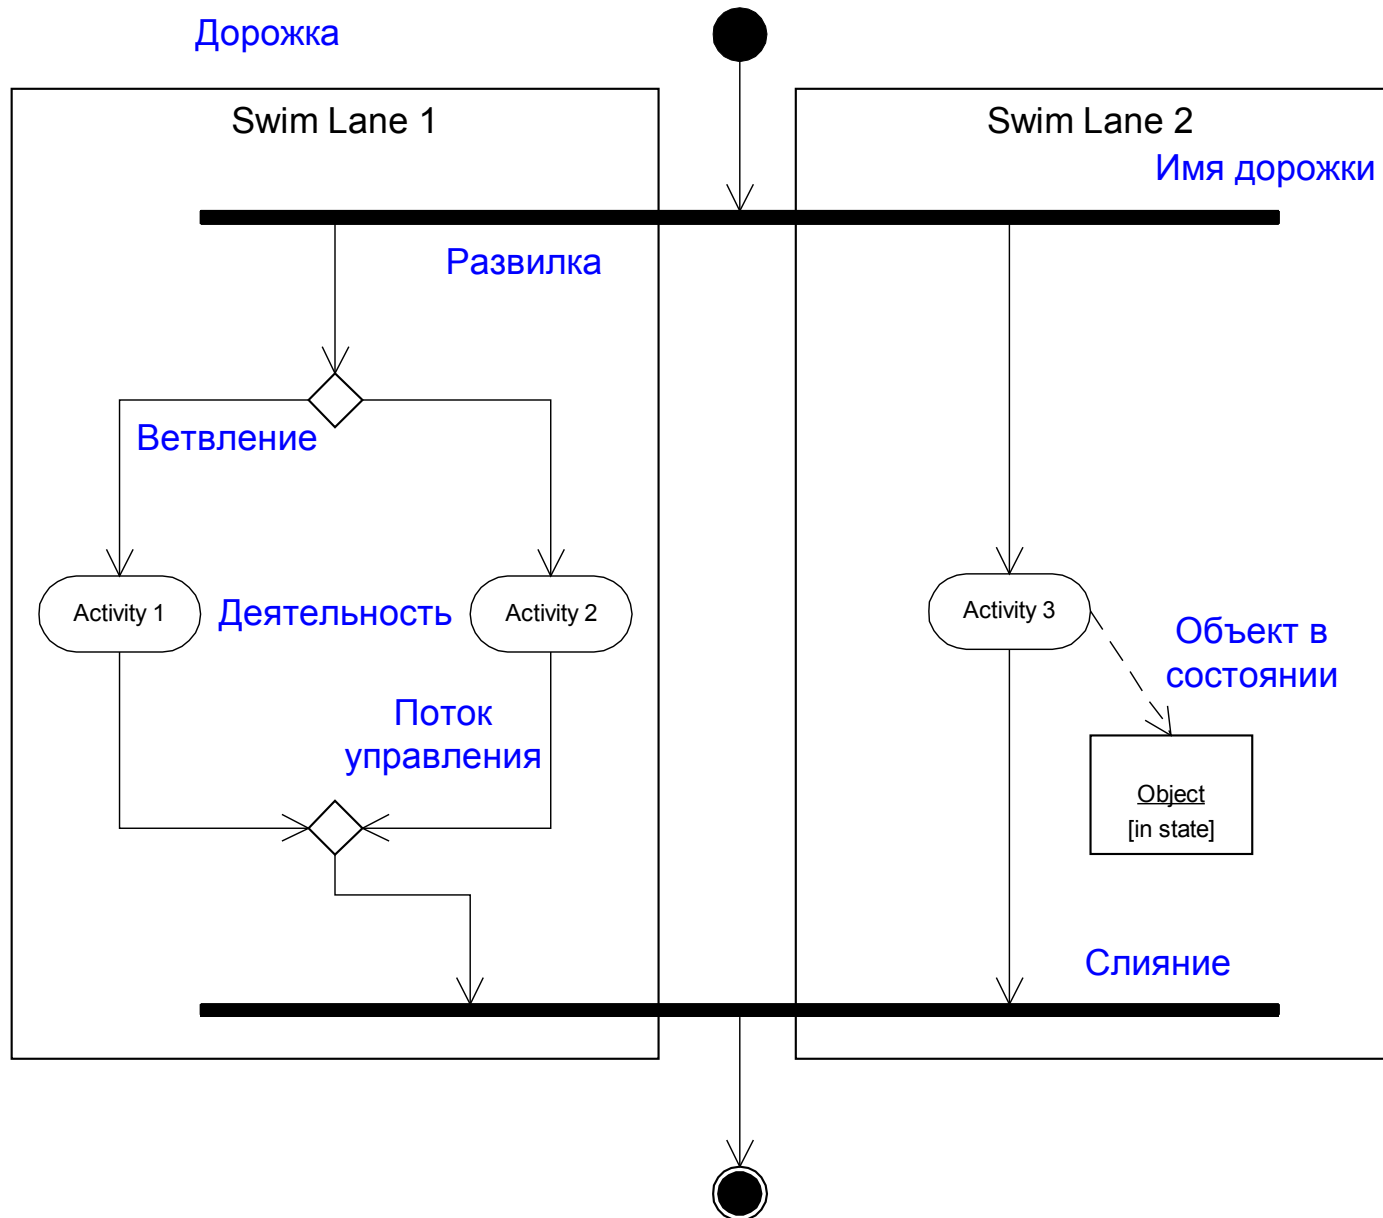 Дорожка
Swim Lane 1
Swim Lane 2
Имя дорожки
Развилка
Ветвление
Activity 1
Деятельность
Activity 2
Activity 3
Объект в
состоянии
Поток
управления
Object
[in state]
Слияние